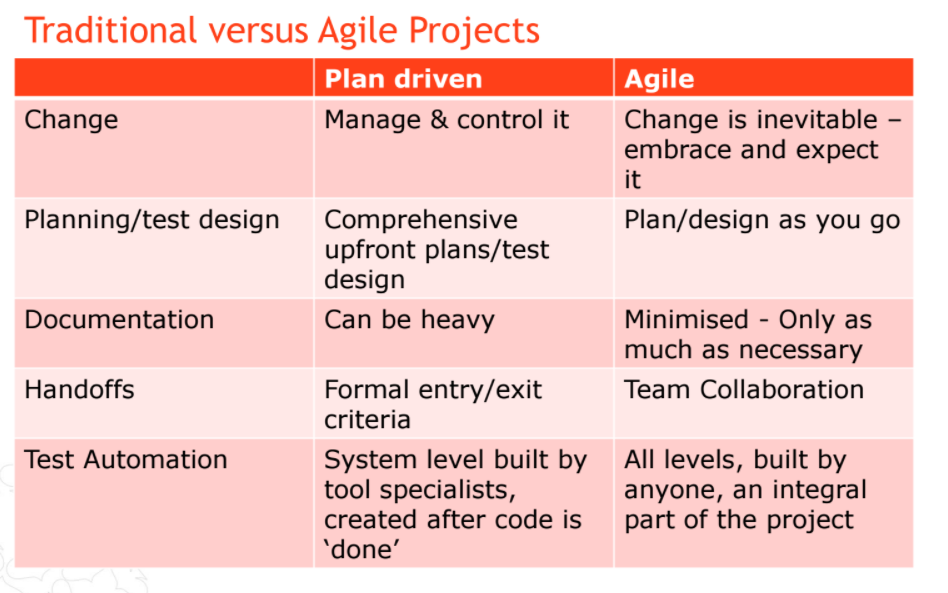 Traditional versus Agile Projects
Plan driven
Agile
Change
Manage & control it
Change is inevitable –
embrace and expect
it
Planning/test design
Comprehensive
upfront plans/test
design
Plan/design as you go
Documentation
Can be heavy
Minimised - Only as
much as necessary
Handoffs
Formal entry/exit
criteria
Team Collaboration
Test Automation
System level built by
tool specialists,
created after code is
‘done’
All levels, built by
anyone, an integral
part of the project